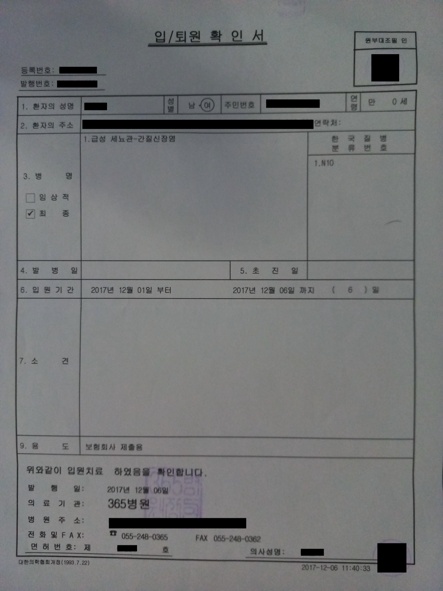 입/퇴원 확 인 서
원부대조필 인
등록번호:
발행번호:
1. 환자의 성명 성별 남 여 주민번호 연령 만 0 세
2. 환자의 주소 연락처:
3. 병 명
임상적
최 종
1.급성 세뇨관-간질신장염
한 국 질 병
분 류 번 호
1.N10
4. 발 병 일 5. 초 진 일
6. 입 원 기 간 2017년 12월 01일 부터 2017년 12월 06일 까지 ( 6 ) 일
7. 소 견
9. 용 도 보험회사 제출용
위와같이 입원치료 하였음을 확인합니다.
발 행 일: 2017년 12월 06일
의 료 기 관: 365병원
병 원 주 소:
전 화 및 F A X: ☎ 055-248-0365 FAX 055-248-0362
면 허 번 호: 제 호 의사성명:
대한의학협회제정(1993.7.22) 2017-12-06 11:40:33